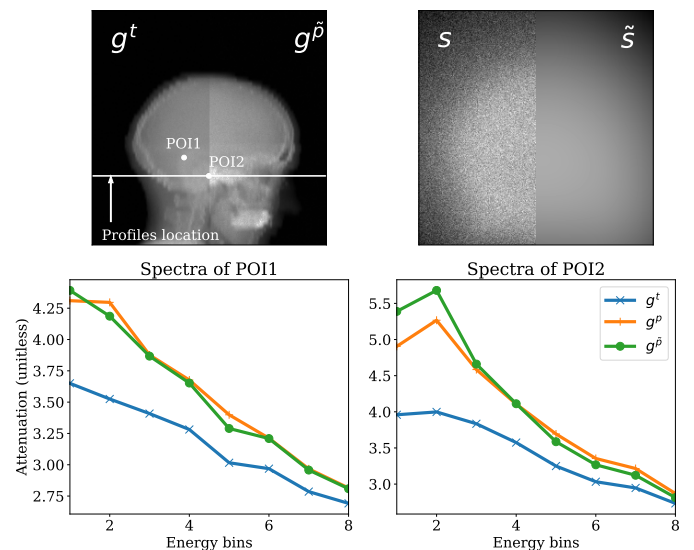 g^t g^p̃
s s̃
POI1
POI2
Profiles location
Spectra of POI1
Attenuation (unitless)
4.25
4.00
3.75
3.50
3.25
3.00
2.75
2 4 6 8
Energy bins
Spectra of POI2
5.5
5.0
4.5
4.0
3.5
3.0
g^t
g^p
g^p̃
2 4 6 8
Energy bins